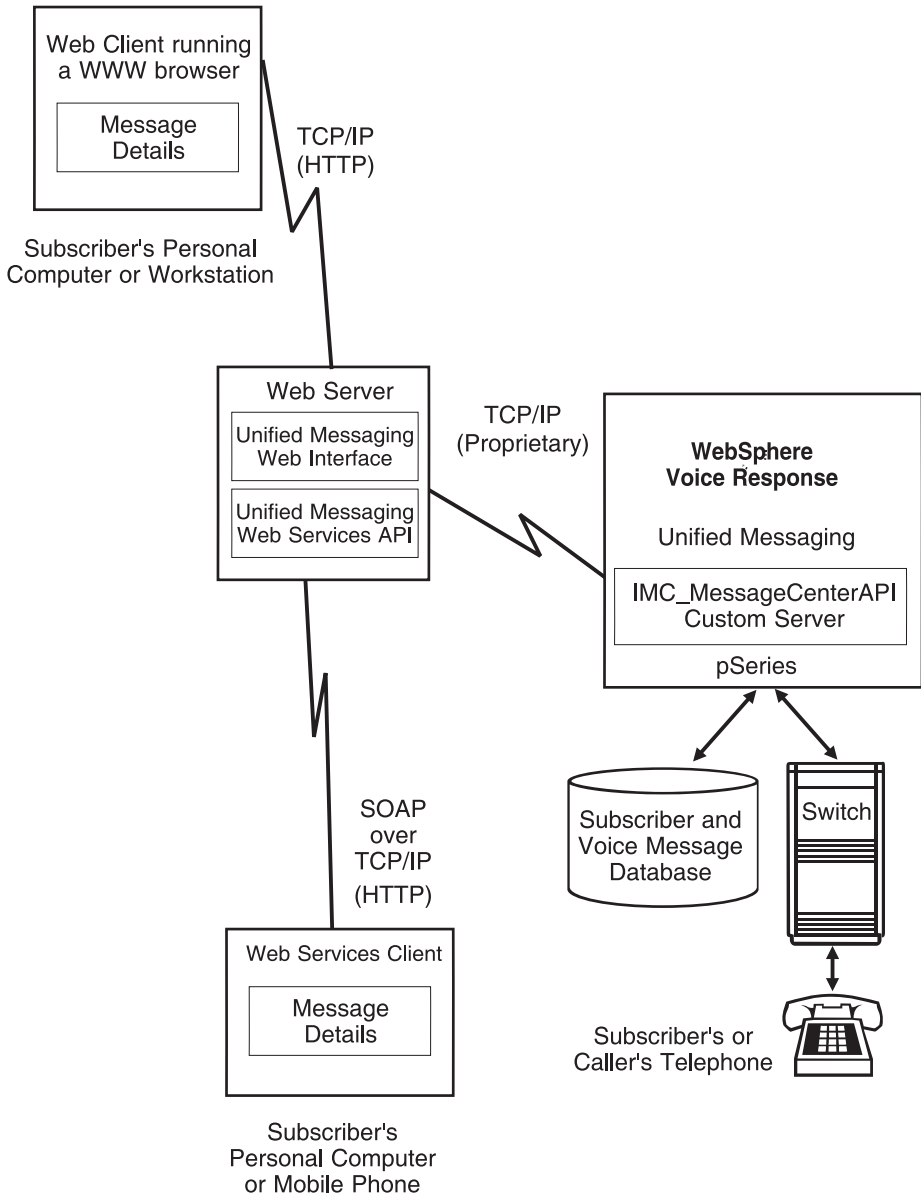 Web Client running
a WWW browser
Message
Details
TCP/IP
(HTTP)
Subscriber's Personal
Computer or Workstation
Web Server
Unified Messaging
Web Interface
Unified Messaging
Web Services API
TCP/IP
(Proprietary)
WebSphere
Voice Response
Unified Messaging
IMC_MessageCenterAPI
Custom Server
pSeries
Subscriber and
Voice Message
Database
Switch
SOAP
over
TCP/IP
(HTTP)
Web Services Client
Message
Details
Subscriber's or
Caller's Telephone
Subscriber's
Personal Computer
or Mobile Phone